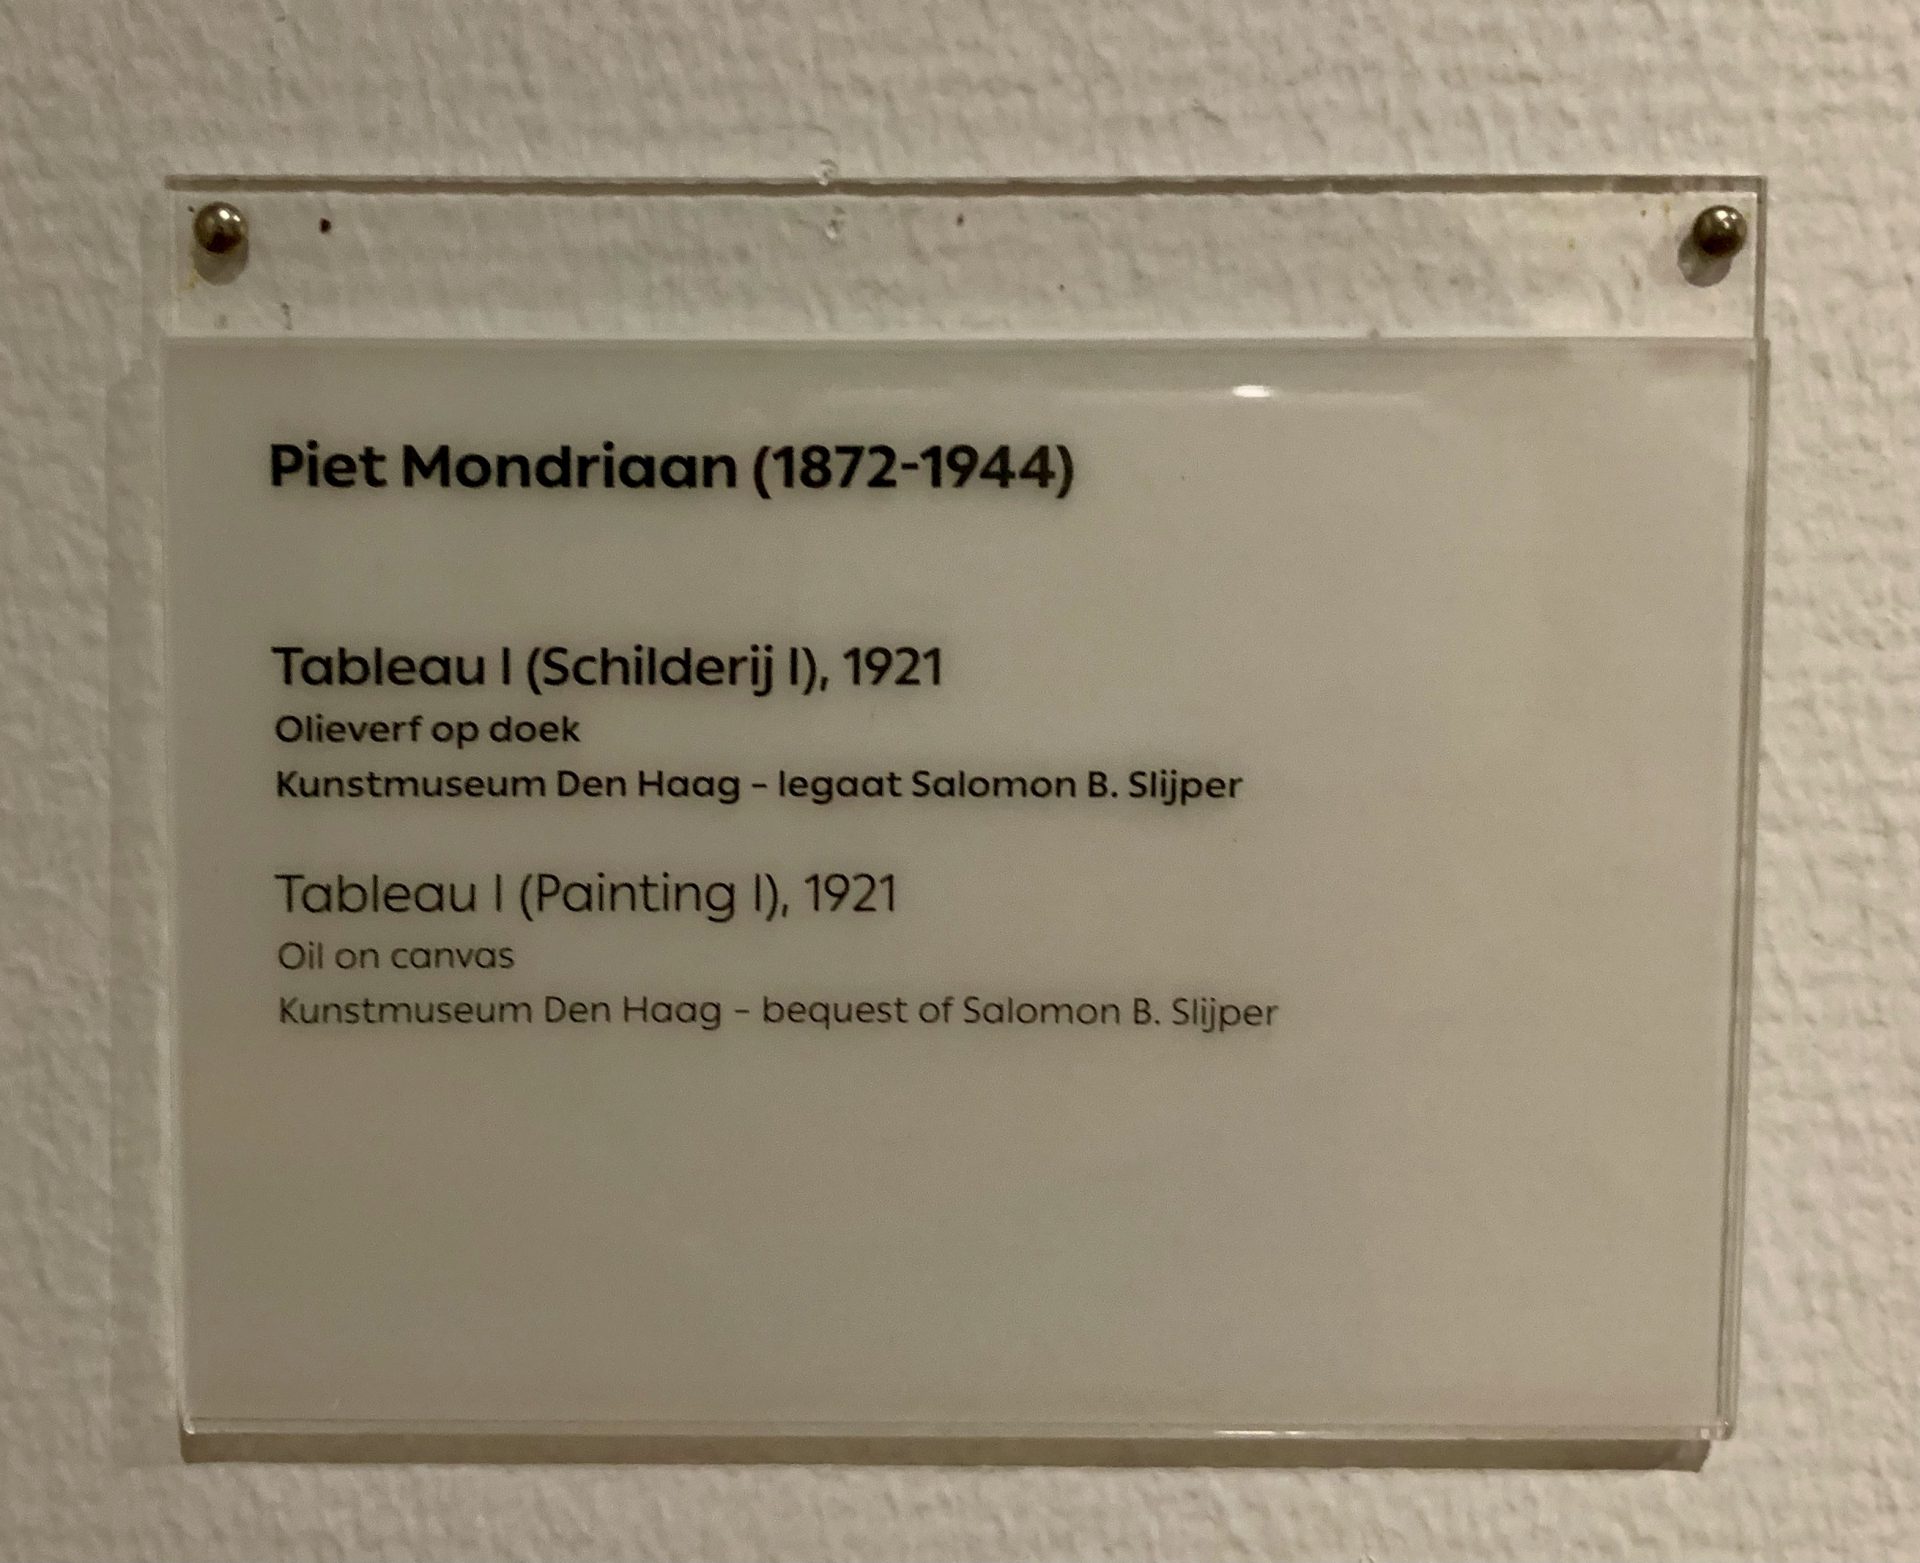 Piet Mondriaan (1872-1944)
Tableau I (Schilderij I), 1921
Olieverf op doek
Kunstmuseum Den Haag – legaat Salomon B. Slijper
Tableau I (Painting I), 1921
Oil on canvas
Kunstmuseum Den Haag – bequest of Salomon B. Slijper